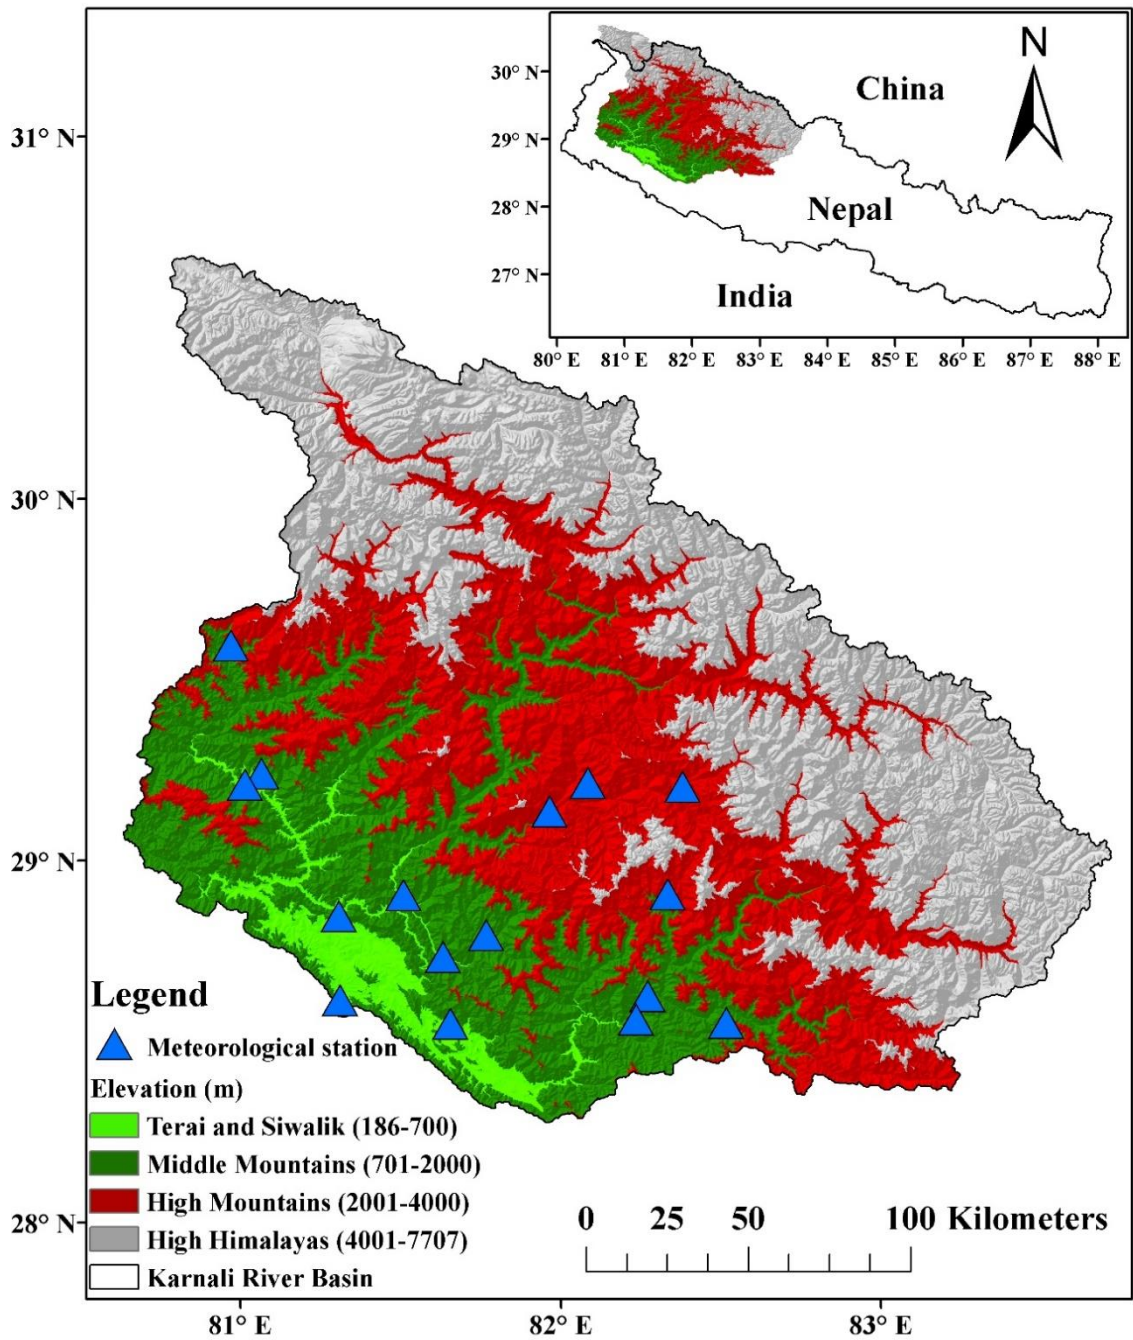 30° N
29° N
28° N
27° N
China
Nepal
India
N
80° E 81° E 82° E 83° E 84° E 85° E 86° E 87° E 88° E
31° N
30° N
29° N
28° N
Legend
Meteorological station
Elevation (m)
Terai and Siwalik (186-700)
Middle Mountains (701-2000)
High Mountains (2001-4000)
High Himalayas (4001-7707)
Karnali River Basin
0 25 50 100 Kilometers
81° E 82° E 83° E